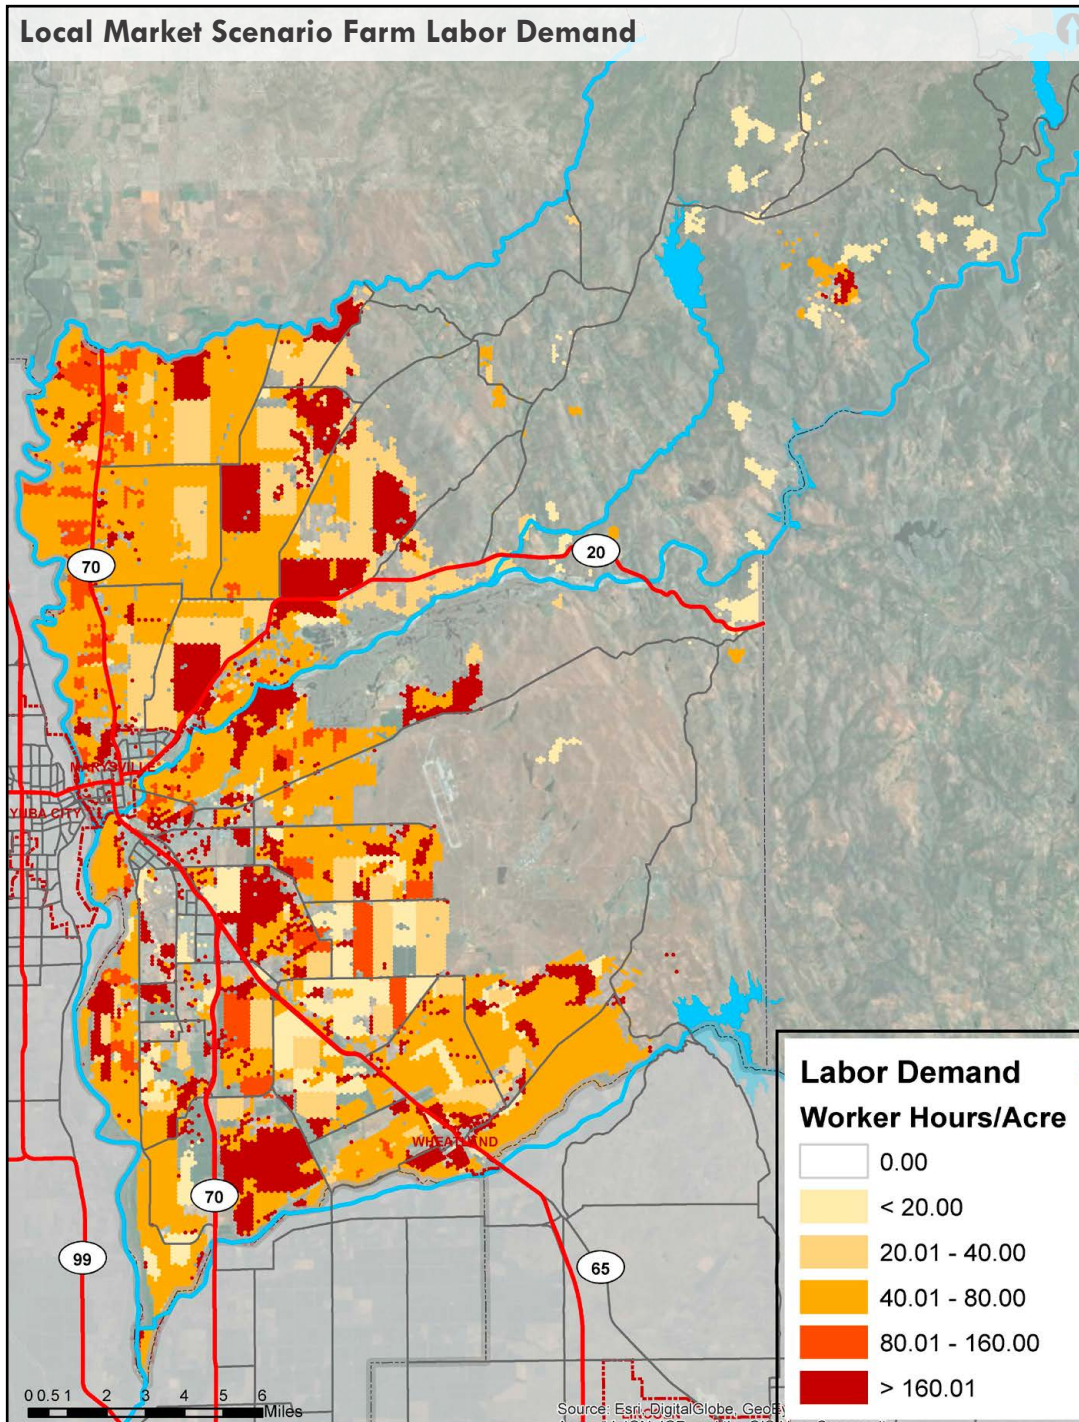 Local Market Scenario Farm Labor Demand
20
70
MARYSVILLE
YUBA CITY
WHEATLAND
70
99
65
Labor Demand
Worker Hours/Acre
0.00
< 20.00
20.01 - 40.00
40.01 - 80.00
80.01 - 160.00
> 160.01
0 0.5 1 2 3 4 5 6
Miles
Source: Esri, DigitalGlobe,
LINCOLN